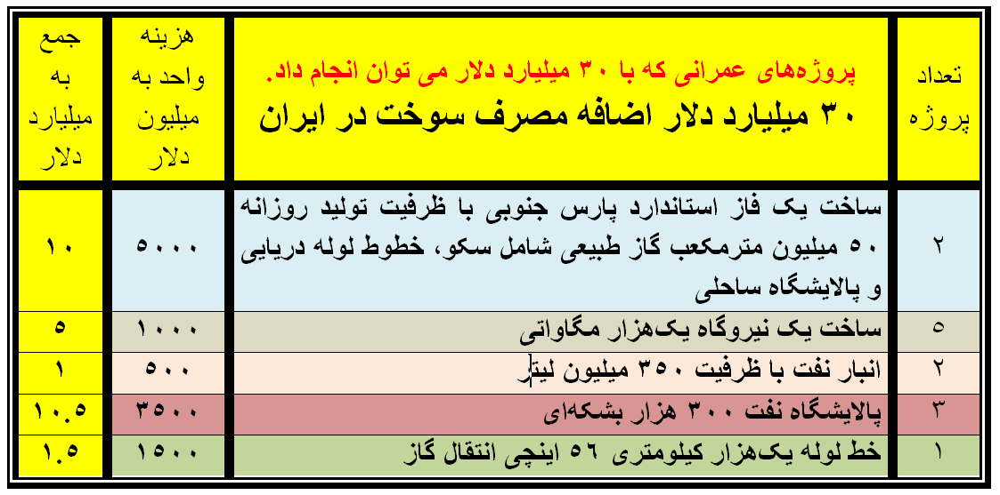 تعداد
پروژه
پروژه‌های عمرانی که با ۳۰ میلیارد دلار می توان انجام داد.
۳۰ میلیارد دلار اضافه مصرف سوخت در ایران
هزینه
واحد به
میلیون
دلار
جمع
به
میلیارد
دلار
۲
ساخت یک فاز استاندارد پارس جنوبی با ظرفیت تولید روزانه
۵۰ میلیون مترمکعب گاز طبیعی شامل سکو، خطوط لوله دریایی
و پالایشگاه ساحلی
۵۰۰۰
۱۰
۵
ساخت یک نیروگاه یک‌هزار مگاواتی
۱۰۰۰
۵
۲
انبار نفت با ظرفیت ۳۵۰ میلیون لیتر
۵۰۰
۱
۳
پالایشگاه نفت ۳۰۰ هزار بشکه‌ای
۳۵۰۰
۱۰.۵
۱
خط لوله یک‌هزار کیلومتری ۵۶ اینچی انتقال گاز
۱۵۰۰
۱.۵